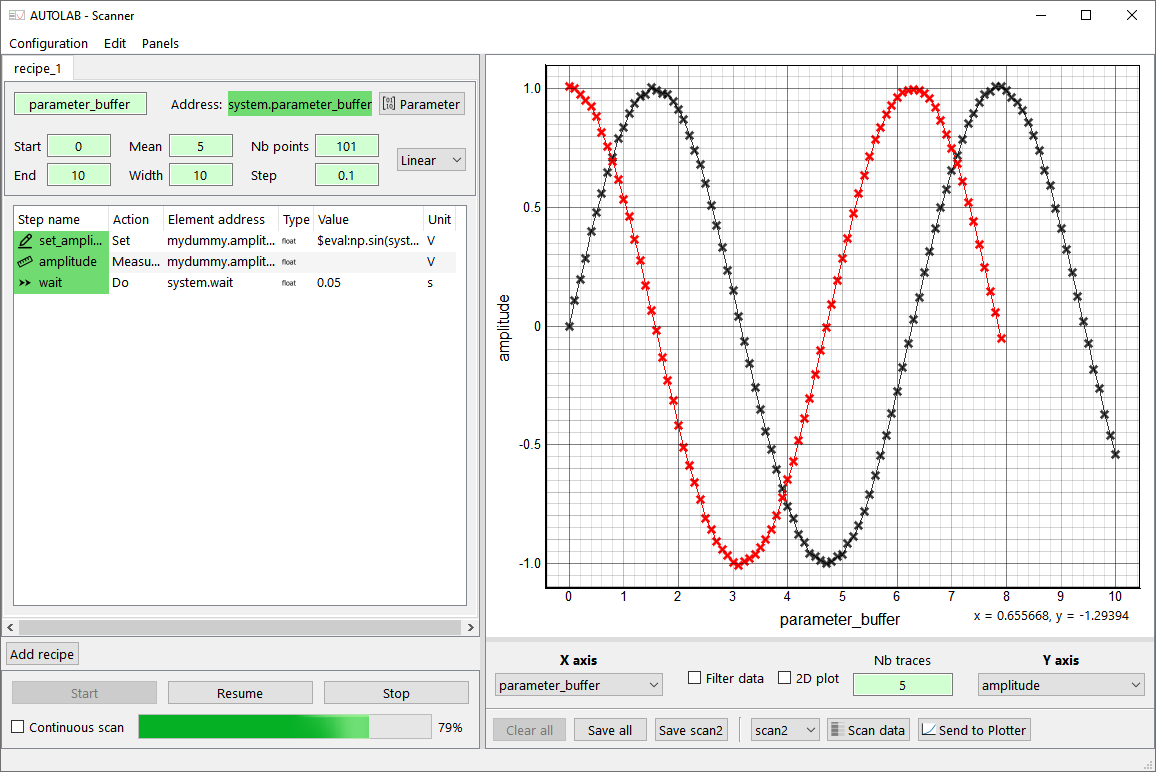 AUTOLAB - Scanner
Configuration Edit Panels
recipe_1
parameter_buffer Address: system.parameter_buffer Parameter
Start 0 Mean 5 Nb points 101
Linear
End 10 Width 10 Step 0.1
Step name Action Element address Type Value Unit
set_ampli... Set mydummy.amplit... float $eval:np.sin(syst... V
amplitude Measu... mydummy.amplit... float V
wait Do system.wait float 0.05 s
Add recipe
Start Resume Stop
Continuous scan 79%
1.0
0.5
0
-0.5
-1.0
amplitude
0 1 2 3 4 5 6 7 8 9 10
parameter_buffer
x = 0.655668, y = -1.29394
X axis Nb traces Y axis
parameter_buffer Filter data 2D plot 5 amplitude
Clear all Save all Save scan2 scan2 Scan data Send to Plotter